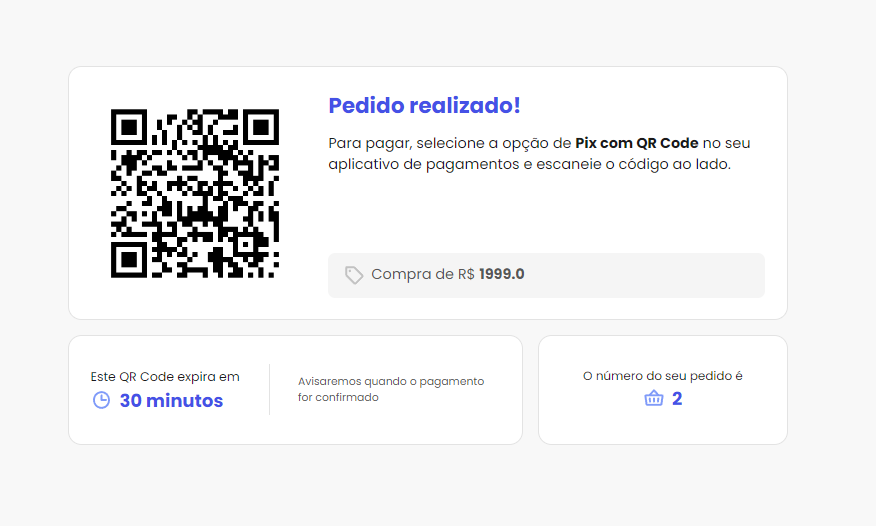 Pedido realizado!
Para pagar, selecione a opção de Pix com QR Code no seu
aplicativo de pagamentos e escaneie o código ao lado.
Compra de R$ 1999.0
Este QR Code expira em
30 minutos
Avisaremos quando o pagamento
for confirmado
O número do seu pedido é
2